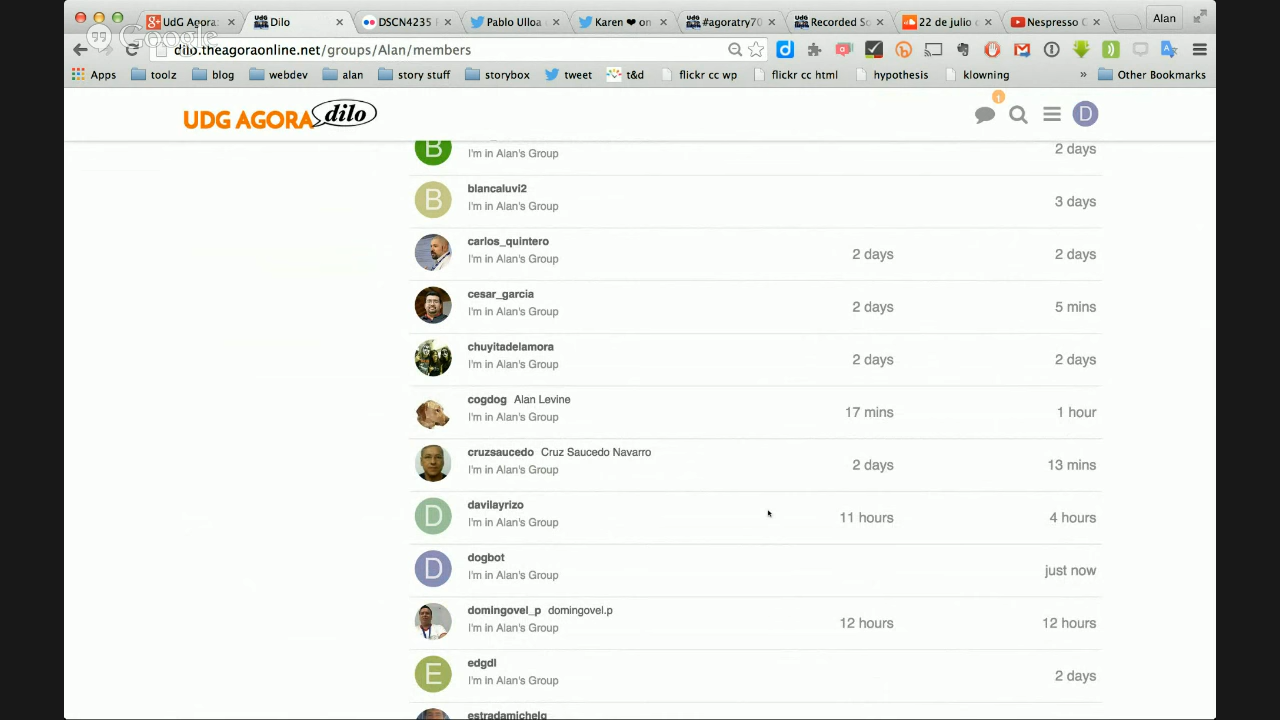 UdG Agora:
Dilo
DSCN4235
Pablo Ulloa
Karen ❤ on
#agoratry70
Recorded So
22 de julio
Nespresso C
Alan
Google
dilo.theagoraonline.net/groups/Alan/members
Apps
toolz
blog
webdev
alan
story stuff
storybox
tweet
t&d
flickr cc wp
flickr cc html
hypothesis
klowning
»
Other Bookmarks
UDG AGORA dilo
1
D
B
I'm in Alan's Group
2 days
B
blancaluvi2
I'm in Alan's Group
3 days
carlos_quintero
I'm in Alan's Group
2 days
2 days
cesar_garcia
I'm in Alan's Group
2 days
5 mins
chuyitadelamora
I'm in Alan's Group
2 days
2 days
cogdog Alan Levine
I'm in Alan's Group
17 mins
1 hour
cruzsaucedo Cruz Saucedo Navarro
I'm in Alan's Group
2 days
13 mins
D
davilayrizo
I'm in Alan's Group
11 hours
4 hours
D
dogbot
I'm in Alan's Group
just now
domingovel_p domingovel.p
I'm in Alan's Group
12 hours
12 hours
E
edgdl
I'm in Alan's Group
2 days
estradamichelg